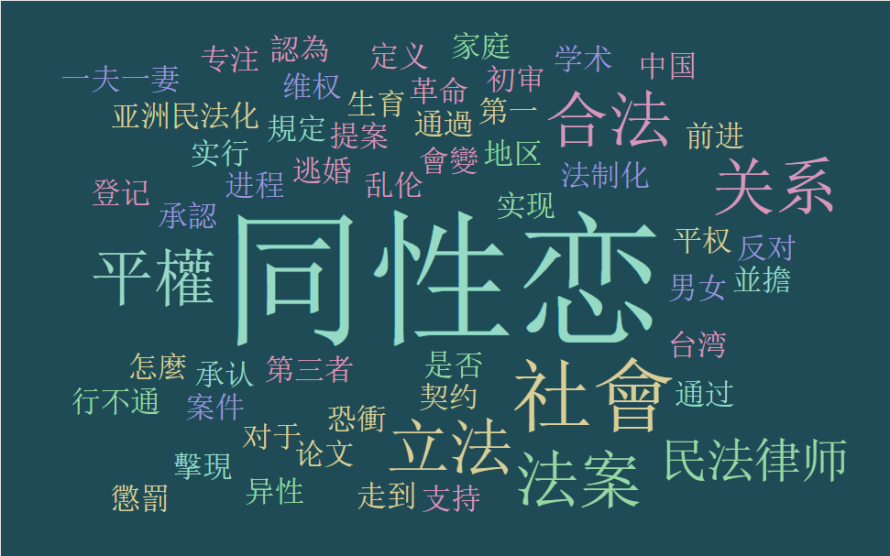 家庭
专注
認為
定义
学术
中国
一夫一妻
维权
初审
生育
革命
第一
合法
亚洲民法化
規定
提案
通過
前进
实行
地区
逃婚
會變
关系
登记
进程
乱伦
法制化
承認
实现
同性恋
平权
反对
平權
男女
並擔
台湾
怎麼
承认
第三者
是否
社會
通过
行不通
案件
契约
恐衝
对于
立法
民法律师
论文
擊現
法案
懲罰
异性
走到
支持